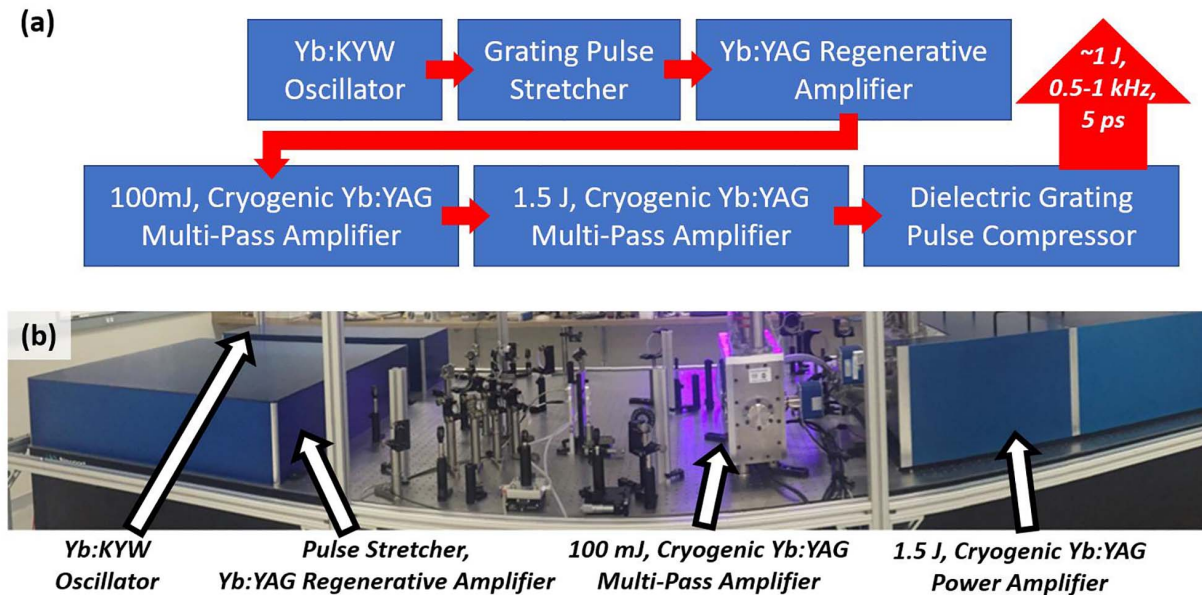 (a)
Yb:KYW
Oscillator
Grating Pulse
Stretcher
Yb:YAG Regenerative
Amplifier
~1 J,
0.5-1 kHz,
5 ps
100mJ, Cryogenic Yb:YAG
Multi-Pass Amplifier
1.5 J, Cryogenic Yb:YAG
Multi-Pass Amplifier
Dielectric Grating
Pulse Compressor
(b)
Yb:KYW
Oscillator
Pulse Stretcher,
Yb:YAG Regenerative Amplifier
100 mJ, Cryogenic Yb:YAG
Multi-Pass Amplifier
1.5 J, Cryogenic Yb:YAG
Power Amplifier